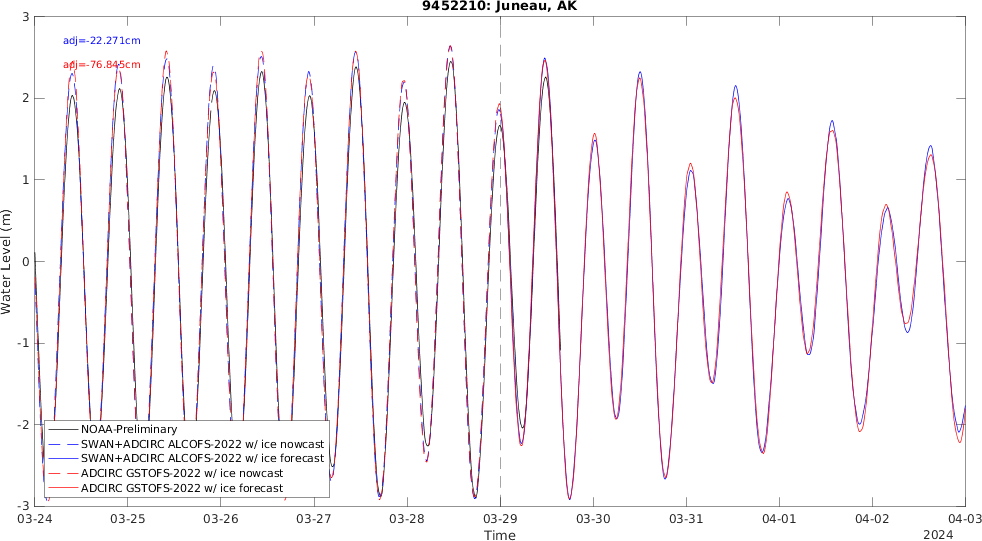 9452210: Juneau, AK
adj=-22.271cm
adj=-76.845cm
Water Level (m)
3
2
1
0
-1
-2
-3
NOAA-Preliminary
SWAN+ADCIRC ALCOFS-2022 w/ ice nowcast
SWAN+ADCIRC ALCOFS-2022 w/ ice forecast
ADCIRC GSTOFS-2022 w/ ice nowcast
ADCIRC GSTOFS-2022 w/ ice forecast
03-24 03-25 03-26 03-27 03-28 03-29 03-30 03-31 04-01 04-02 04-03
Time
2024